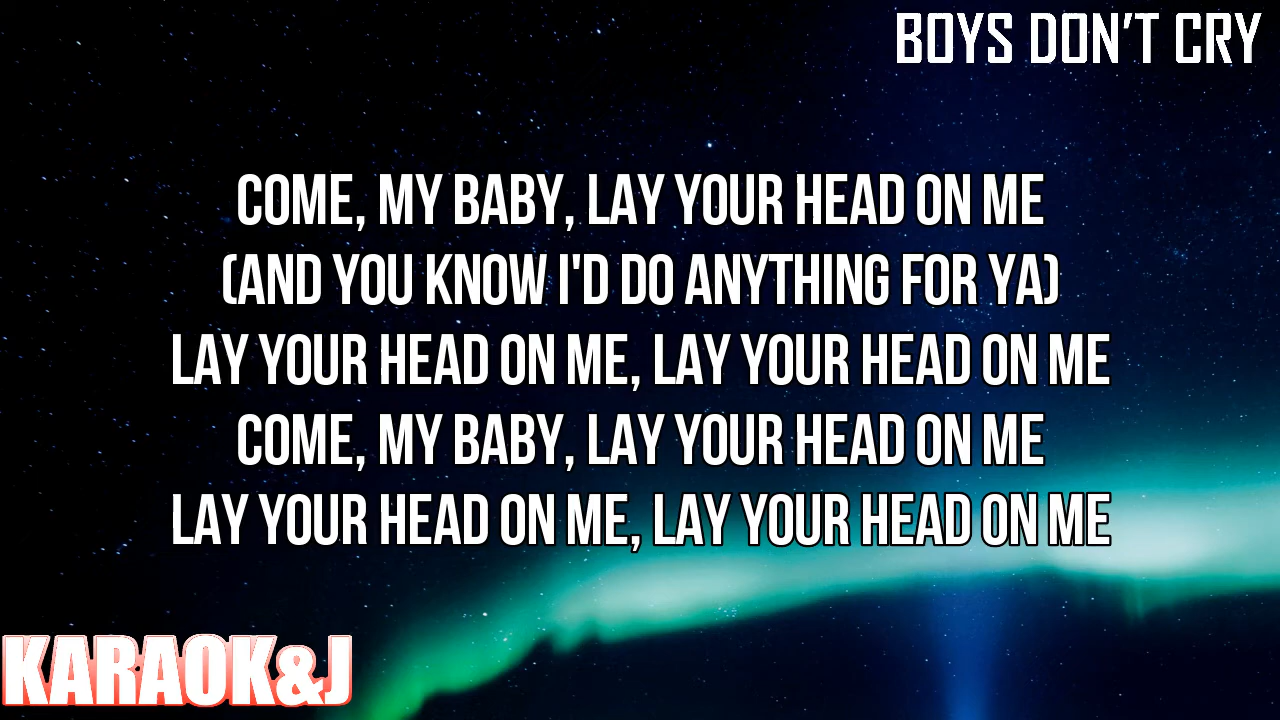 BOYS DON'T CRY
COME, MY BABY, LAY YOUR HEAD ON ME
(AND YOU KNOW I'D DO ANYTHING FOR YA)
LAY YOUR HEAD ON ME, LAY YOUR HEAD ON ME
COME, MY BABY, LAY YOUR HEAD ON ME
LAY YOUR HEAD ON ME, LAY YOUR HEAD ON ME
KARAOK&J